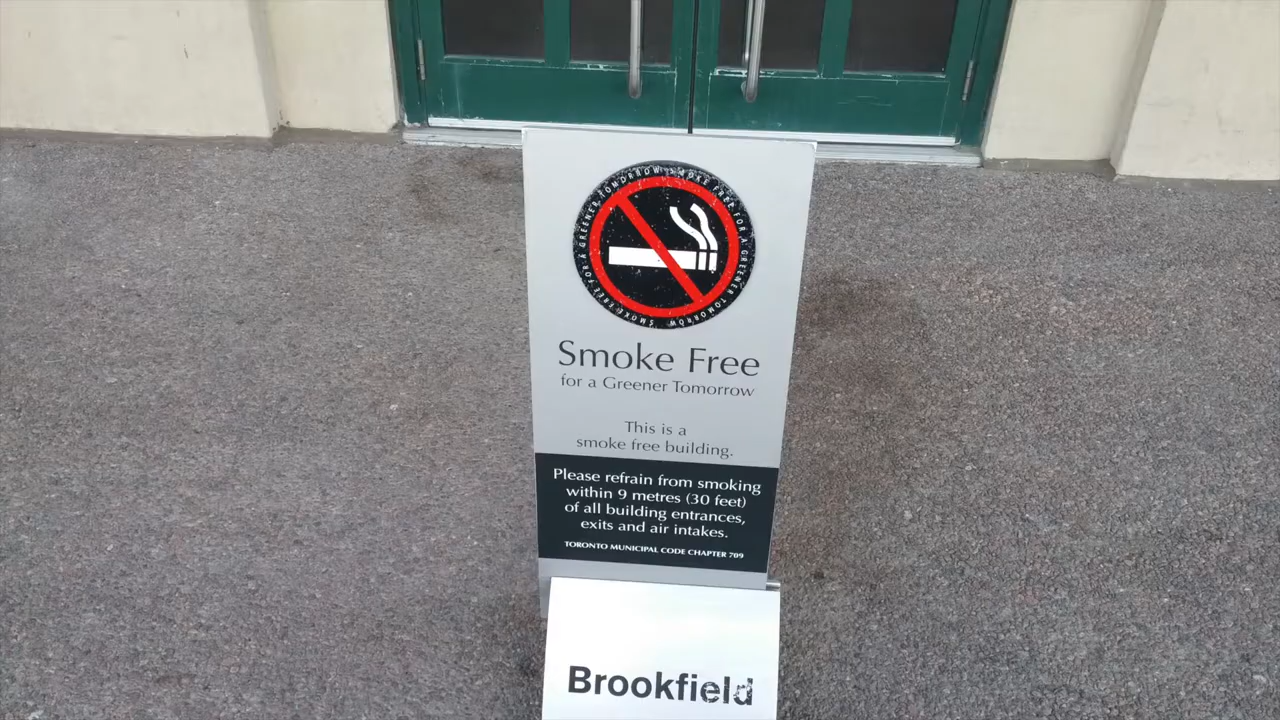 SMOKE FREE FOR A GREENER TOMORROW SMOKE FREE FOR A GREENER TOMORROW
Smoke Free
for a Greener Tomorrow
This is a
smoke free building.
Please refrain from smoking
within 9 metres (30 feet)
of all building entrances,
exits and air intakes.
TORONTO MUNICIPAL CODE CHAPTER 709
Brookfield